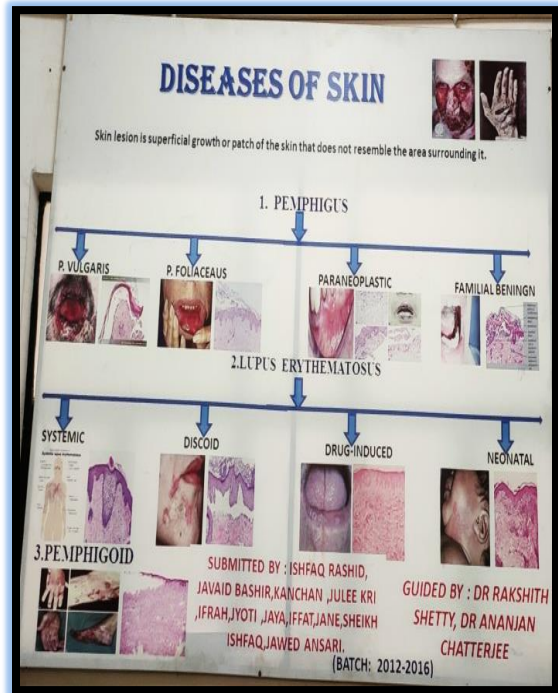 DISEASES OF SKIN
Skin lesion is superficial growth or patch of the skin that does not resemble the area surrounding it.
1. PEMPHIGUS
P. VULGARIS
P. FOLIACEAUS
PARANEOPLASTIC
FAMILIAL BENINGN
2.LUPUS ERYTHEMATOSUS
SYSTEMIC
DISCOID
DRUG-INDUCED
NEONATAL
3.PEMPHIGOID
SUBMITTED BY : ISHFAQ RASHID,
JAVAID BASHIR,KANCHAN ,JULEE KRI
,IFRAH,JYOTI ,JAYA,IFFAT,JANE,SHEIKH
ISHFAQ,JAWED ANSARI.
(BATCH: 2012-2016)
GUIDED BY : DR RAKSHITH
SHETTY, DR ANANJAN
CHATTERJEE